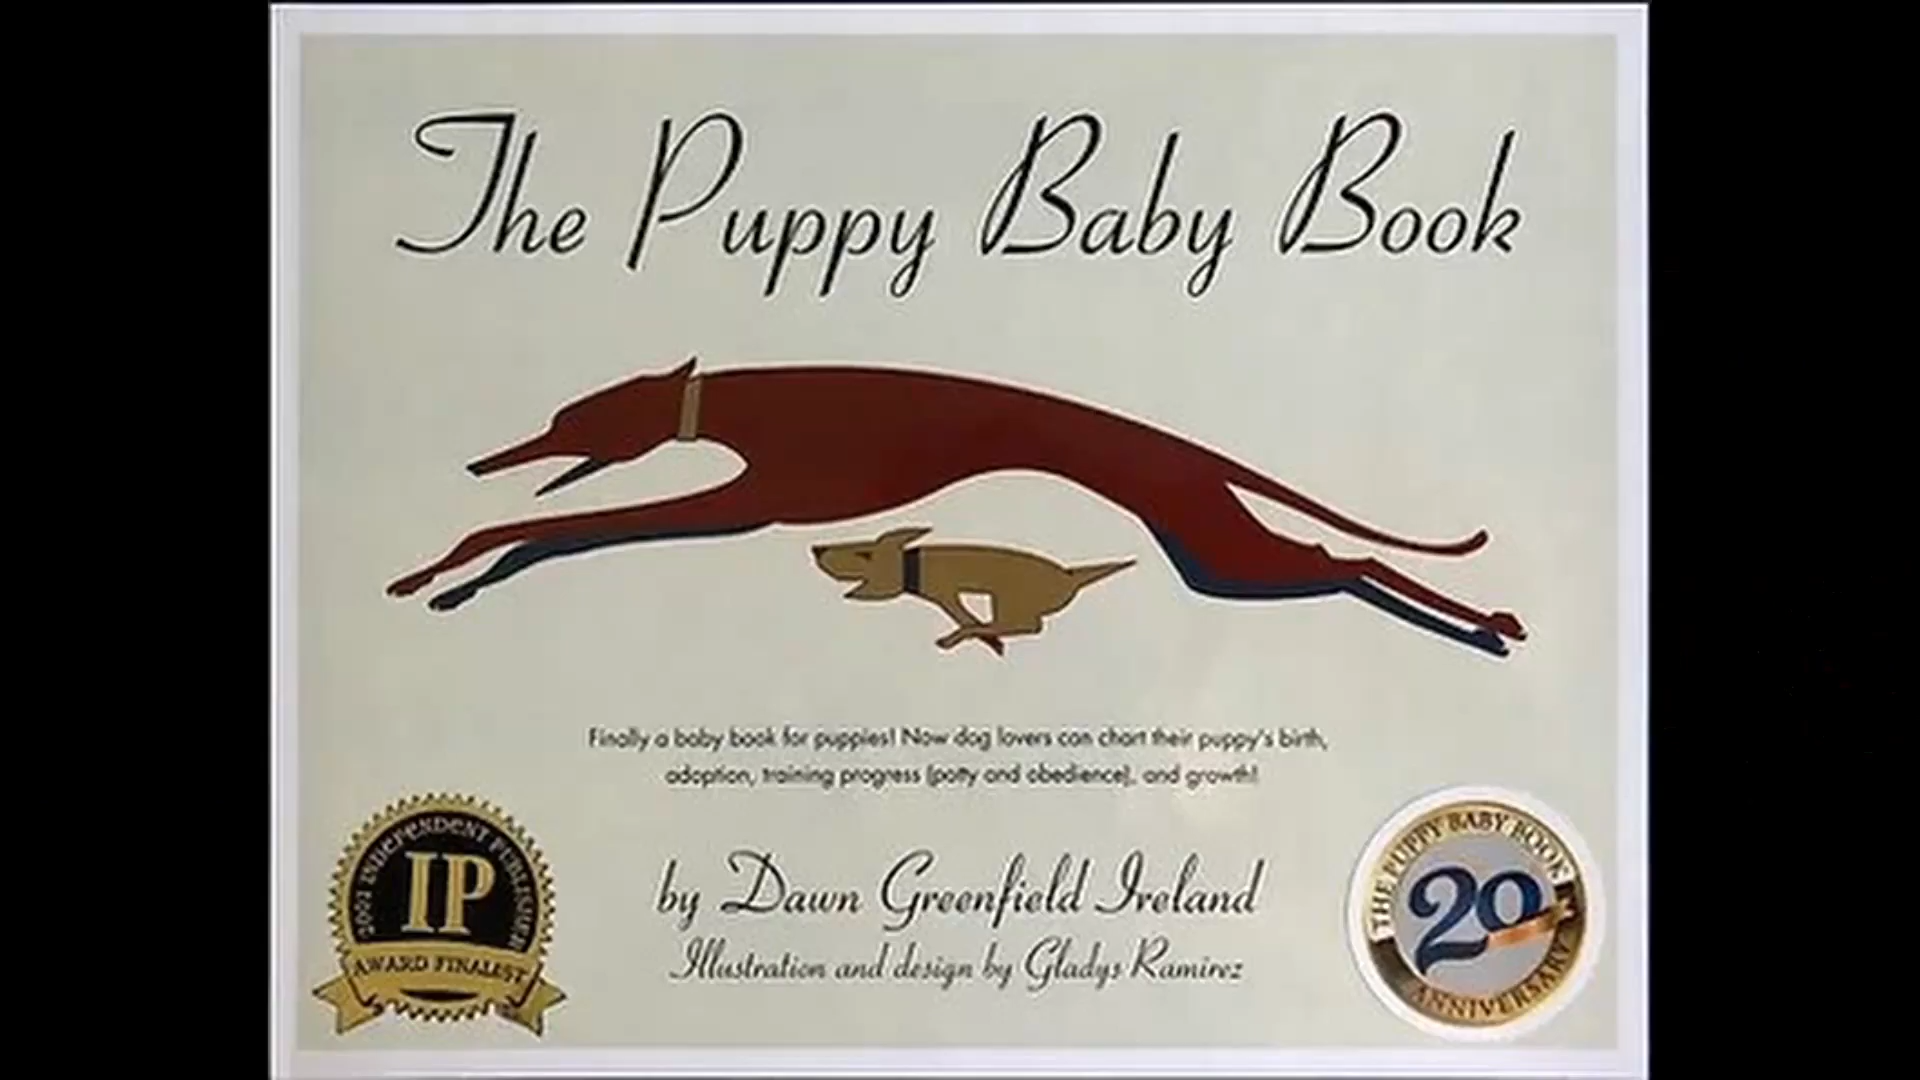 The Puppy Baby Book
Finally a baby book for puppies! Now dog lovers can chart their puppy's birth,
adoption, training progress (potty and obedience), and growth!
by Dawn Greenfield Ireland
Illustration and design by Gladys Ramirez
2002 INDEPENDENT PUBLISHER
IP
AWARD FINALIST
THE PUPPY BABY BOOK
20
ANNIVERSARY